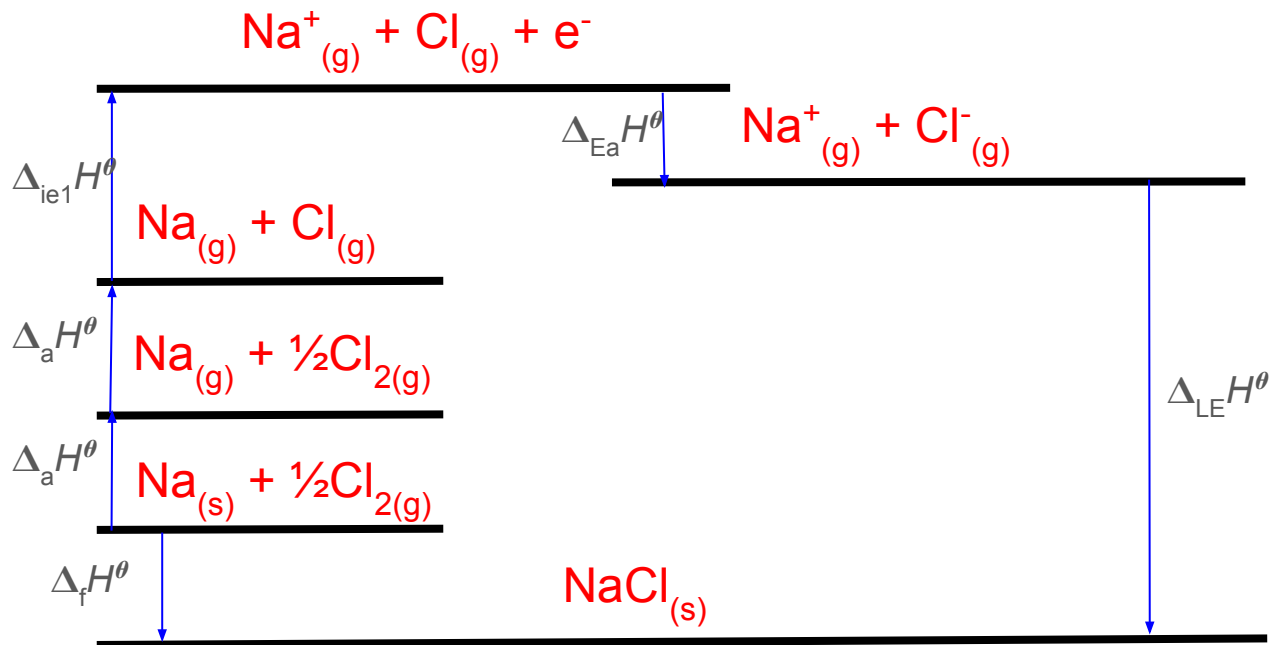 Na⁺(g) + Cl(g) + e⁻
ΔEaHᶿ
Na⁺(g) + Cl⁻(g)
Δie1Hᶿ
Na(g) + Cl(g)
ΔaHᶿ
Na(g) + ½Cl2(g)
ΔLEHᶿ
ΔaHᶿ
Na(s) + ½Cl2(g)
ΔfHᶿ
NaCl(s)